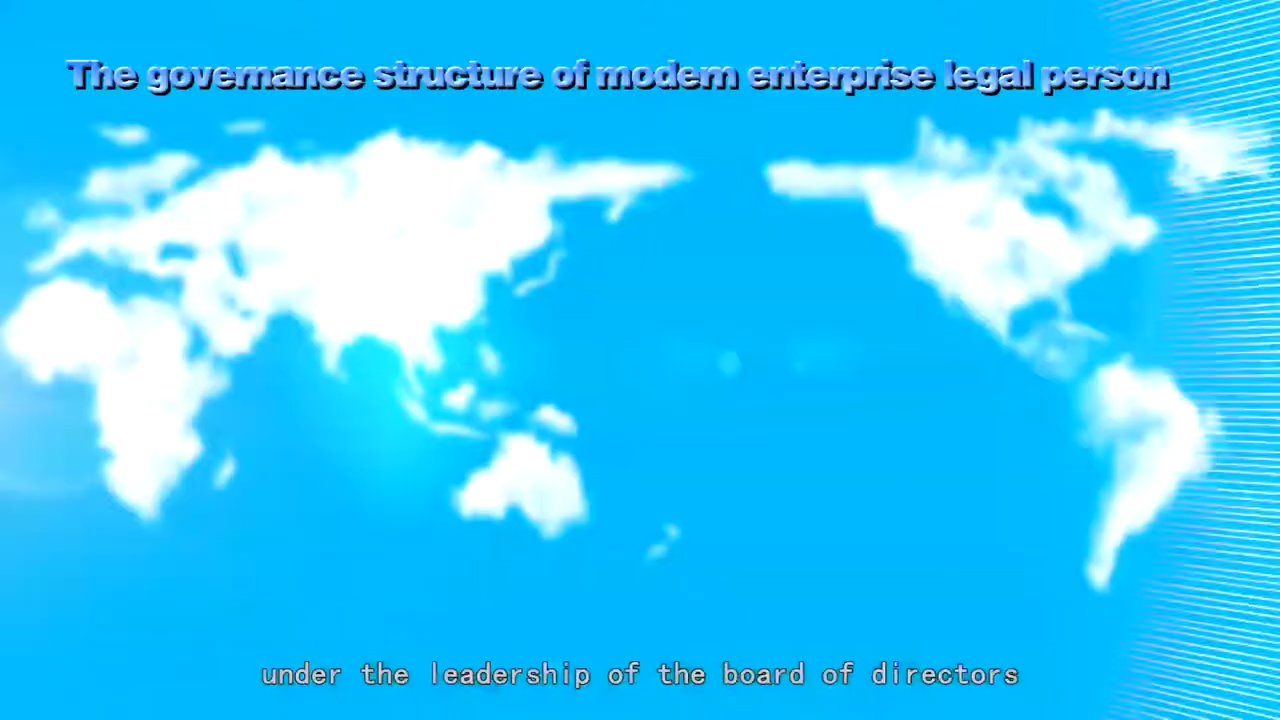 The governance structure of modern enterprise legal person
under the leadership of the board of directors